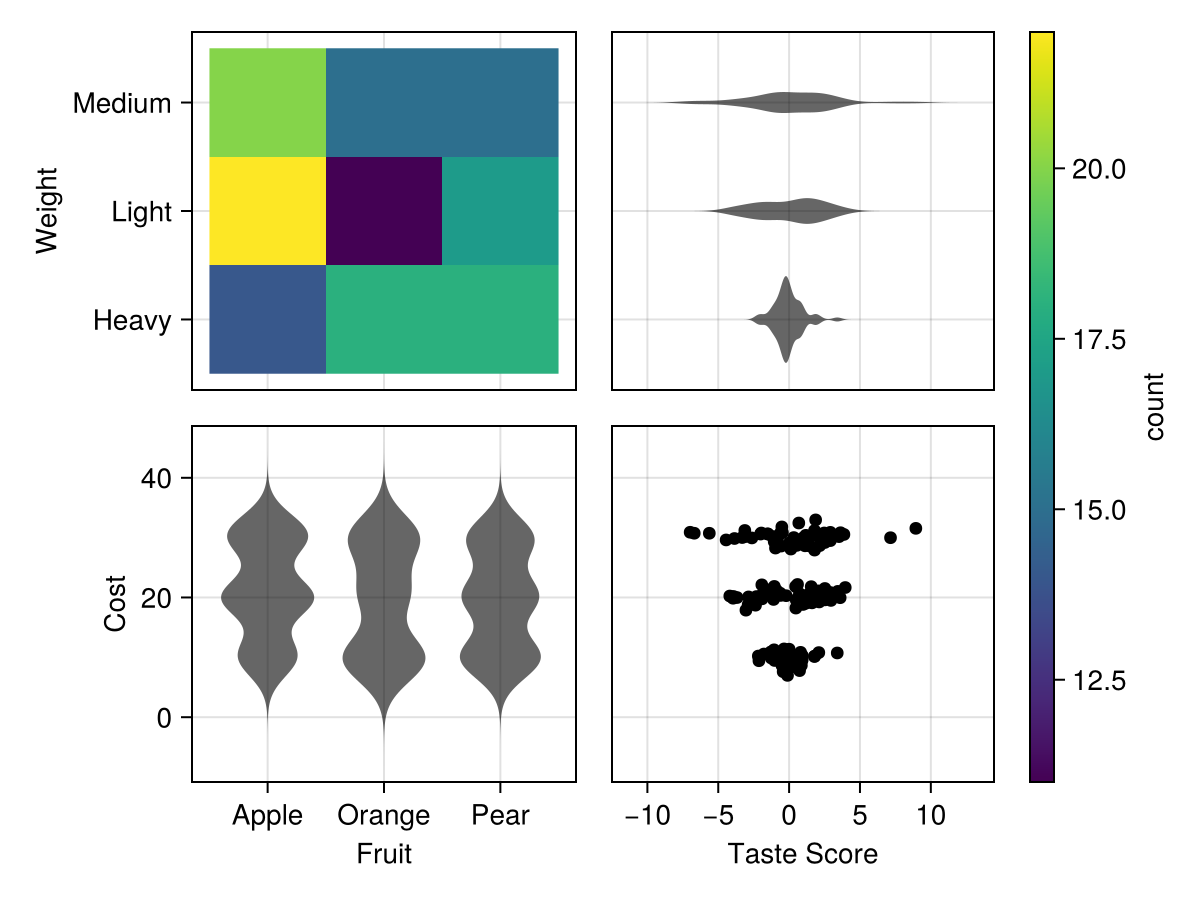 Medium
Light
Heavy
Weight
20.0
17.5
15.0
12.5
count
40
20
0
Cost
Apple Orange Pear
Fruit
−10 −5 0 5 10
Taste Score